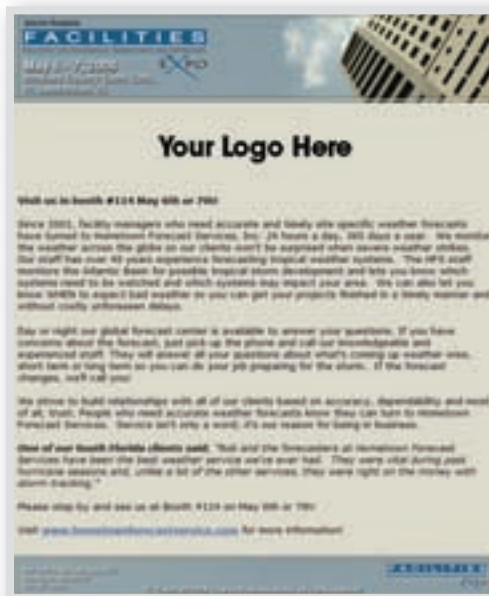 FACILITIES
EXPO
May 6 - 7, 2008
Your Logo Here
Visit us in booth #114 May 6th or 7th!
Since 2001, facility managers who need accurate and timely site specific weather forecasts
have turned to Hometown Forecast Services, Inc. 24 hours a day, 365 days a year. We monitor
the weather across the globe so our clients won't be surprised when severe weather strikes.
Our staff has over 40 years experience forecasting tropical weather systems. The HFS staff
monitors the Atlantic Basin for possible tropical storm development and lets you know which
systems need to be watched and which systems may impact your area. We can also let you
know WHEN to expect bad weather so you can get your projects finished in a timely manner and
without costly unforeseen delays.
Day or night our global forecast center is available to answer your questions. If you have
concerns about the forecast, just pick up the phone and call our knowledgeable and
experienced staff. They will answer all your questions about what's coming up weather wise,
short term or long term so you can do your job preparing for the storm. If the forecast
changes, we'll call you!
We strive to build relationships with all of our clients based on accuracy, dependability and most
of all, trust. People who need accurate weather forecasts know they can turn to Hometown
Forecast Services. Service isn't only a word; it's our reason for being in business.
One of our South Florida clients said, "Rob and the forecasters at Hometown Forecast
Services have been the best weather service we've ever had. They were vital during past
hurricane seasons and, unlike a lot of the other services, they were right on the money with
storm tracking."
Please stop by and see us at Booth #114 on May 6th or 7th!
Visit www.hometownforecastservice.com for more information!
FACILITIES